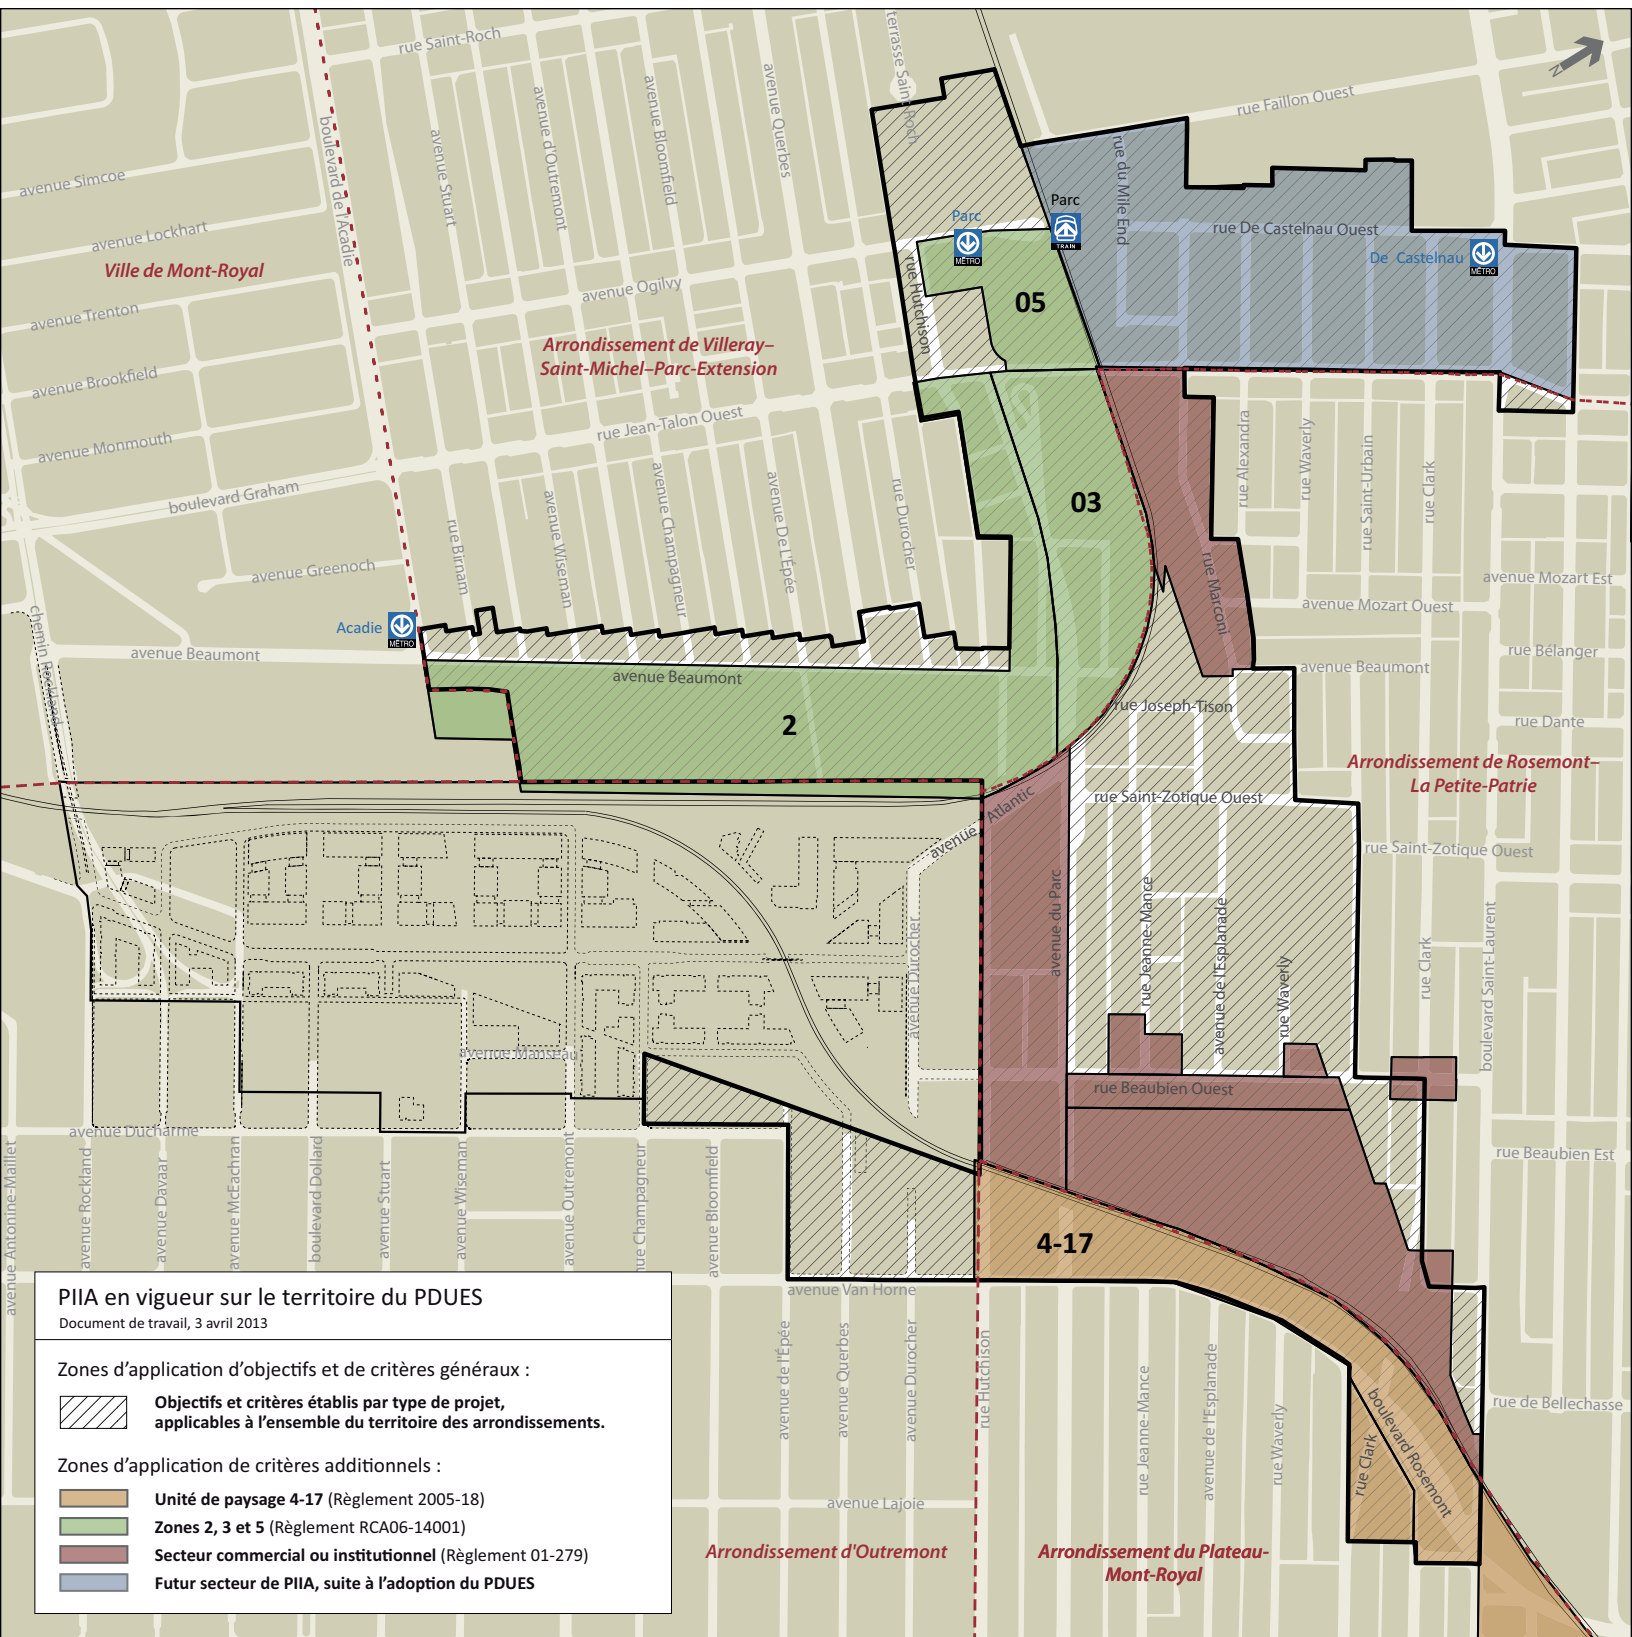 rue Saint-Roch
terrasse Saint-Roch
rue Faillon Ouest
N
avenue Simcoe
boulevard de l'Acadie
avenue Stuart
avenue d'Outremont
avenue Bloomfield
avenue Querbes
rue du Mile End
Parc
MÉTRO
Parc
TRAIN
rue De Castelnau Ouest
De Castelnau
MÉTRO
avenue Lockhart
Ville de Mont-Royal
avenue Ogilvy
rue Hutchison
05
avenue Trenton
Arrondissement de Villeray–
Saint-Michel–Parc-Extension
avenue Brookfield
rue Jean-Talon Ouest
avenue Monmouth
boulevard Graham
rue Birnam
avenue Wiseman
avenue Champagneur
avenue De L'Épée
rue Durocher
03
rue Marconi
rue Alexandra
rue Waverly
rue Saint-Urbain
rue Clark
avenue Greenoch
avenue Mozart Est
avenue Mozart Ouest
Acadie
MÉTRO
chemin Rockland
avenue Beaumont
avenue Beaumont
avenue Beaumont
rue Bélanger
rue Joseph-Tison
rue Dante
2
Arrondissement de Rosemont–
La Petite-Patrie
avenue Atlantic
rue Saint-Zotique Ouest
rue Saint-Zotique Ouest
avenue Durocher
avenue du Parc
rue Jeanne-Mance
avenue de l'Esplanade
rue Waverly
rue Clark
boulevard Saint-Laurent
avenue Manseau
rue Beaubien Ouest
rue Beaubien Est
avenue Ducharme
avenue Antonine-Maillet
avenue Rockland
avenue Davaar
avenue McEachran
boulevard Dollard
avenue Stuart
avenue Wiseman
avenue Outremont
nue Champagneur
avenue Bloomfield
4-17
avenue Van Horne
avenue de l'Épée
avenue Querbes
avenue Durocher
rue Hutchison
rue Jeanne-Mance
avenue de l'Esplanade
rue Waverly
rue Clark
boulevard Rosemont
rue de Bellechasse
avenue Lajoie
Arrondissement d'Outremont
Arrondissement du Plateau-
Mont-Royal
PIIA en vigueur sur le territoire du PDUES
Document de travail, 3 avril 2013
Zones d'application d'objectifs et de critères généraux :
Objectifs et critères établis par type de projet,
applicables à l'ensemble du territoire des arrondissements.
Zones d'application de critères additionnels :
Unité de paysage 4-17 (Règlement 2005-18)
Zones 2, 3 et 5 (Règlement RCA06-14001)
Secteur commercial ou institutionnel (Règlement 01-279)
Futur secteur de PIIA, suite à l'adoption du PDUES